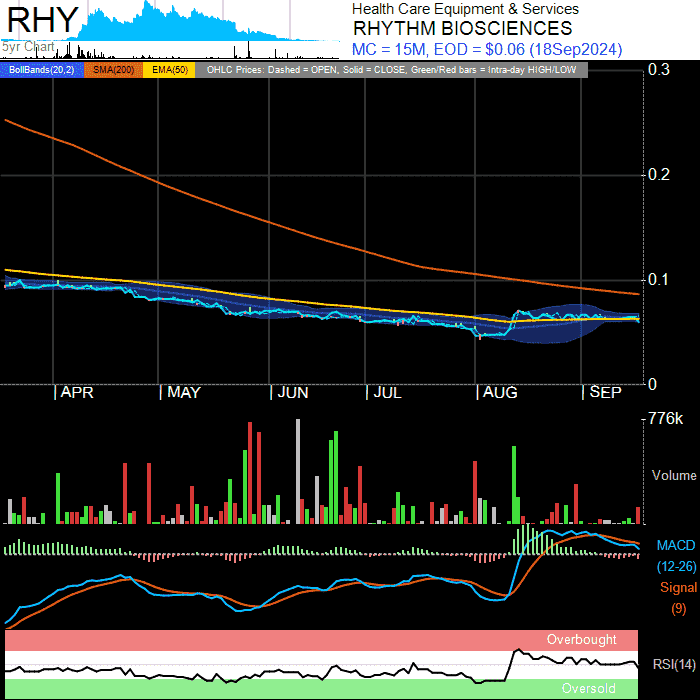 RHY
5yr Chart
Health Care Equipment & Services
RHYTHM BIOSCIENCES
MC = 15M, EOD = $0.06 (18Sep2024)
BollBands(20,2) SMA(200) EMA(50) OHLC Prices: Dashed = OPEN, Solid = CLOSE, Green/Red bars = Intra-day HIGH/LOW
0.3
0.2
0.1
0
APR MAY JUN JUL AUG SEP
776k
Volume
MACD
(12-26)
Signal
(9)
Overbought
RSI(14)
Oversold